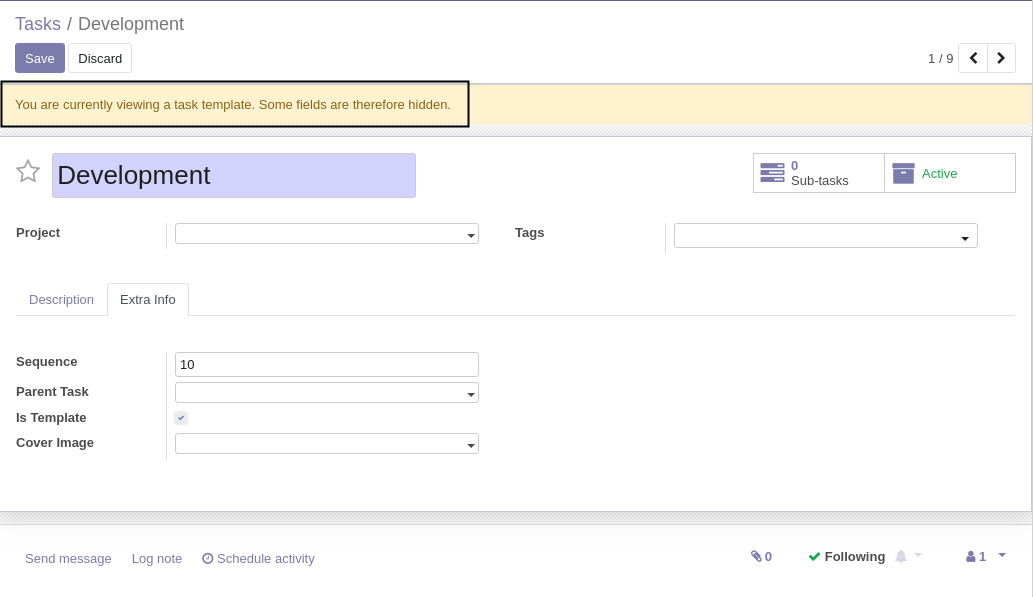 Tasks / Development
Save Discard 1 / 9
You are currently viewing a task template. Some fields are therefore hidden.
Development
0 Sub-tasks
Active
Project
Tags
Description Extra Info
Sequence 10
Parent Task
Is Template
Cover Image
Send message Log note Schedule activity 0 Following 1